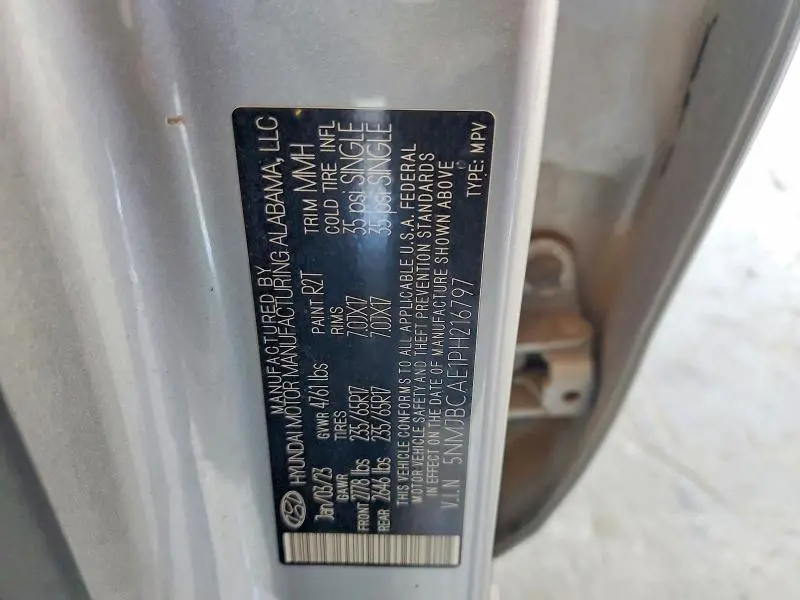 MANUFACTURED BY
HYUNDAI MOTOR MANUFACTURING ALABAMA, LLC
Jan/03/23 GVWR 4761 lbs PAINT R2T TRIM MMH
GAWR TIRES RIMS COLD TIRE INFL
FRONT 2778 lbs 235/65R17 7.0JX17 35 psi SINGLE
REAR 2646 lbs 235/65R17 7.0JX17 35 psi SINGLE
THIS VEHICLE CONFORMS TO ALL APPLICABLE U.S.A. FEDERAL
MOTOR VEHICLE SAFETY AND THEFT PREVENTION STANDARDS
IN EFFECT ON THE DATE OF MANUFACTURE SHOWN ABOVE
V.I.N 5NMJBCAE1PH216797 TYPE: MPV